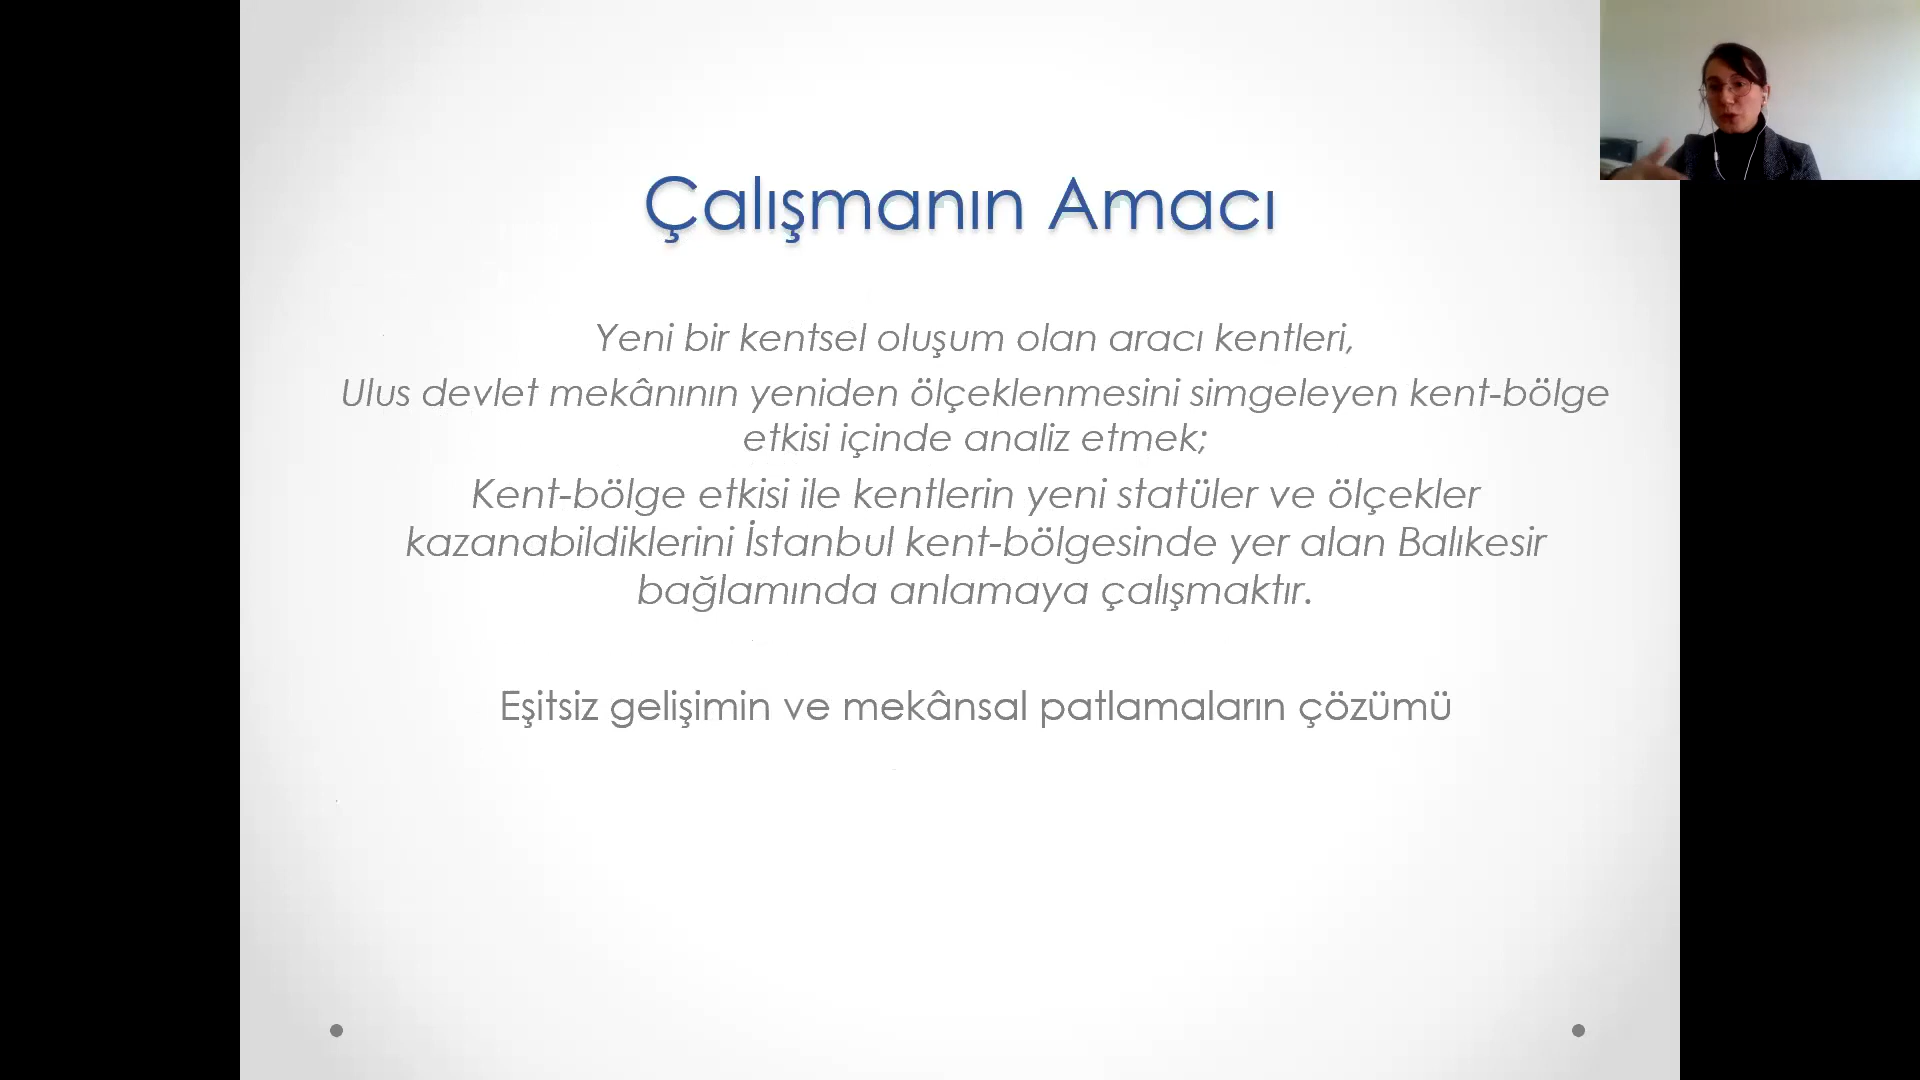 Çalışmanın Amacı
Yeni bir kentsel oluşum olan aracı kentleri,
Ulus devlet mekânının yeniden ölçeklenmesini simgeleyen kent-bölge
etkisi içinde analiz etmek;
Kent-bölge etkisi ile kentlerin yeni statüler ve ölçekler
kazanabildiklerini İstanbul kent-bölgesinde yer alan Balıkesir
bağlamında anlamaya çalışmaktır.
Eşitsiz gelişimin ve mekânsal patlamaların çözümü